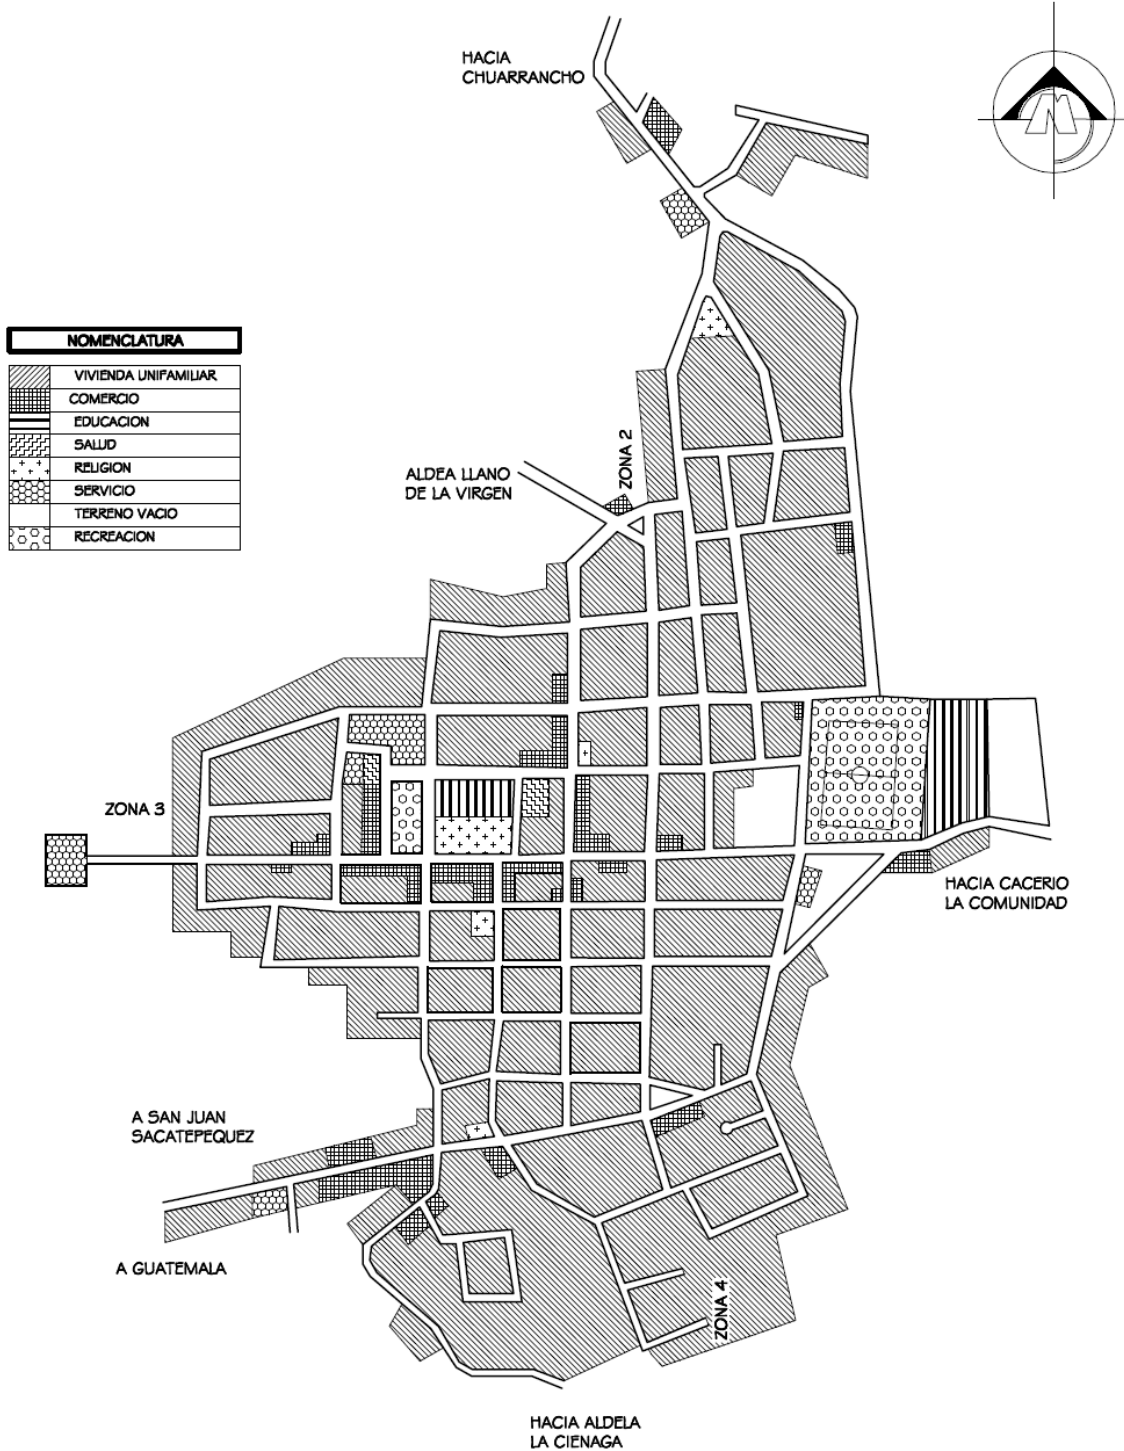 HACIA
CHUARRANCHO
NOMENCLATURA
VIVIENDA UNIFAMILIAR
COMERCIO
EDUCACION
SALUD
RELIGION
SERVICIO
TERRENO VACIO
RECREACION
ZONA 2
ALDEA LLANO
DE LA VIRGEN
ZONA 3
HACIA CACERIO
LA COMUNIDAD
A SAN JUAN
SACATEPEQUEZ
A GUATEMALA
ZONA 4
HACIA ALDELA
LA CIENAGA